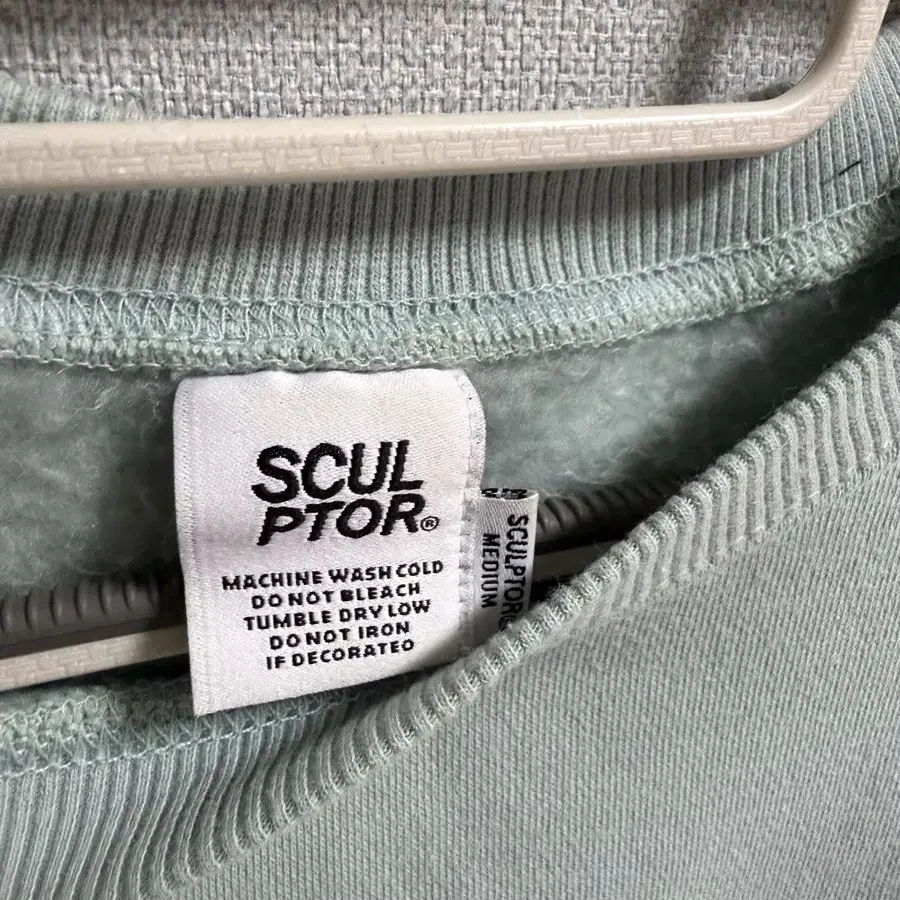 SCUL
PTOR®
MACHINE WASH COLD
DO NOT BLEACH
TUMBLE DRY LOW
DO NOT IRON
IF DECORATED
SCULPTOR®
MEDIUM